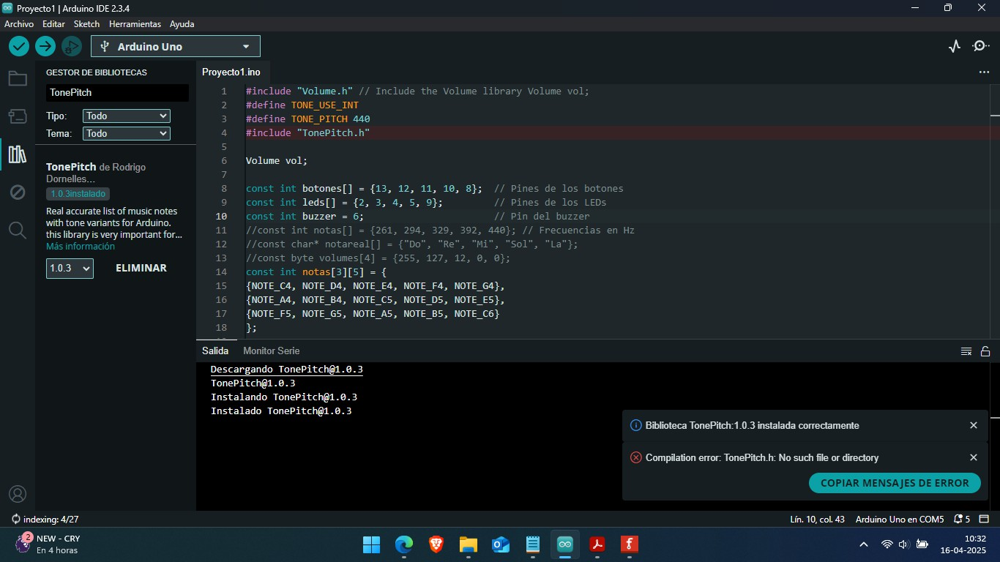 Proyecto1 | Arduino IDE 2.3.4
Archivo Editar Sketch Herramientas Ayuda
Arduino Uno
GESTOR DE BIBLIOTECAS
TonePitch
Tipo: Todo
Tema: Todo
TonePitch de Rodrigo
Dornelles...
1.0.3instalado
Real accurate list of music notes
with tone variants for Arduino.
this library is very important for...
Más información
1.0.3 ELIMINAR
Proyecto1.ino
1 #include "Volume.h" // Include the Volume library Volume vol;
2 #define TONE_USE_INT
3 #define TONE_PITCH 440
4 #include "TonePitch.h"
5
6 Volume vol;
7
8 const int botones[] = {13, 12, 11, 10, 8}; // Pines de los botones
9 const int leds[] = {2, 3, 4, 5, 9}; // Pines de los LEDs
10 const int buzzer = 6; // Pin del buzzer
11 //const int notas[] = {261, 294, 329, 392, 440}; // Frecuencias en Hz
12 //const char* notareal[] = {"Do", "Re", "Mi", "Sol", "La"};
13 //const byte volumes[4] = {255, 127, 12, 0, 0};
14 const int notas[3][5] = {
15 {NOTE_C4, NOTE_D4, NOTE_E4, NOTE_F4, NOTE_G4},
16 {NOTE_A4, NOTE_B4, NOTE_C5, NOTE_D5, NOTE_E5},
17 {NOTE_F5, NOTE_G5, NOTE_A5, NOTE_B5, NOTE_C6}
18 };
Salida Monitor Serie
Descargando TonePitch@1.0.3
TonePitch@1.0.3
Instalando TonePitch@1.0.3
Instalado TonePitch@1.0.3
Biblioteca TonePitch:1.0.3 instalada correctamente
Compilation error: TonePitch.h: No such file or directory
COPIAR MENSAJES DE ERROR
indexing: 4/27
Lín. 10, col. 43 Arduino Uno en COM5 5
2 NEW - CRY
En 4 horas
10:32
16-04-2025